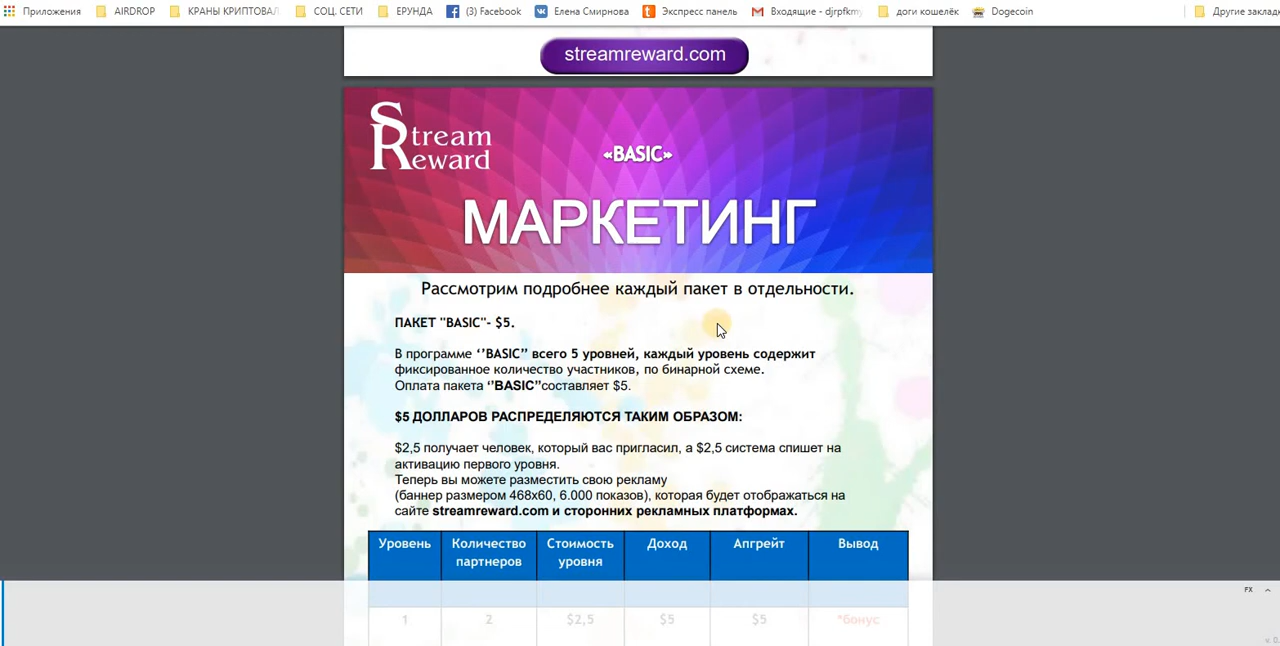 Приложения AIRDROP КРАНЫ КРИПТОВАЛ СОЦ. СЕТИ ЕРУНДА (3) Facebook Елена Смирнова Экспресс панель Входящие - djrpfkmy доги кошелёк Dogecoin Другие заклад
streamreward.com
Stream
Reward
«BASIC»
МАРКЕТИНГ
Рассмотрим подробнее каждый пакет в отдельности.
ПАКЕТ "BASIC"- $5.
В программе ‘’BASIC’’ всего 5 уровней, каждый уровень содержит
фиксированное количество участников, по бинарной схеме.
Оплата пакета ‘’BASIC’’составляет $5.
$5 ДОЛЛАРОВ РАСПРЕДЕЛЯЮТСЯ ТАКИМ ОБРАЗОМ:
$2,5 получает человек, который вас пригласил, а $2,5 система спишет на
активацию первого уровня.
Теперь вы можете разместить свою рекламу
(баннер размером 468х60, 6.000 показов), которая будет отображаться на
сайте streamreward.com и сторонних рекламных платформах.
Уровень Количество партнеров Стоимость уровня Доход Апгрейт Вывод
FX
1 2 $2,5 $5 $5 *бонус